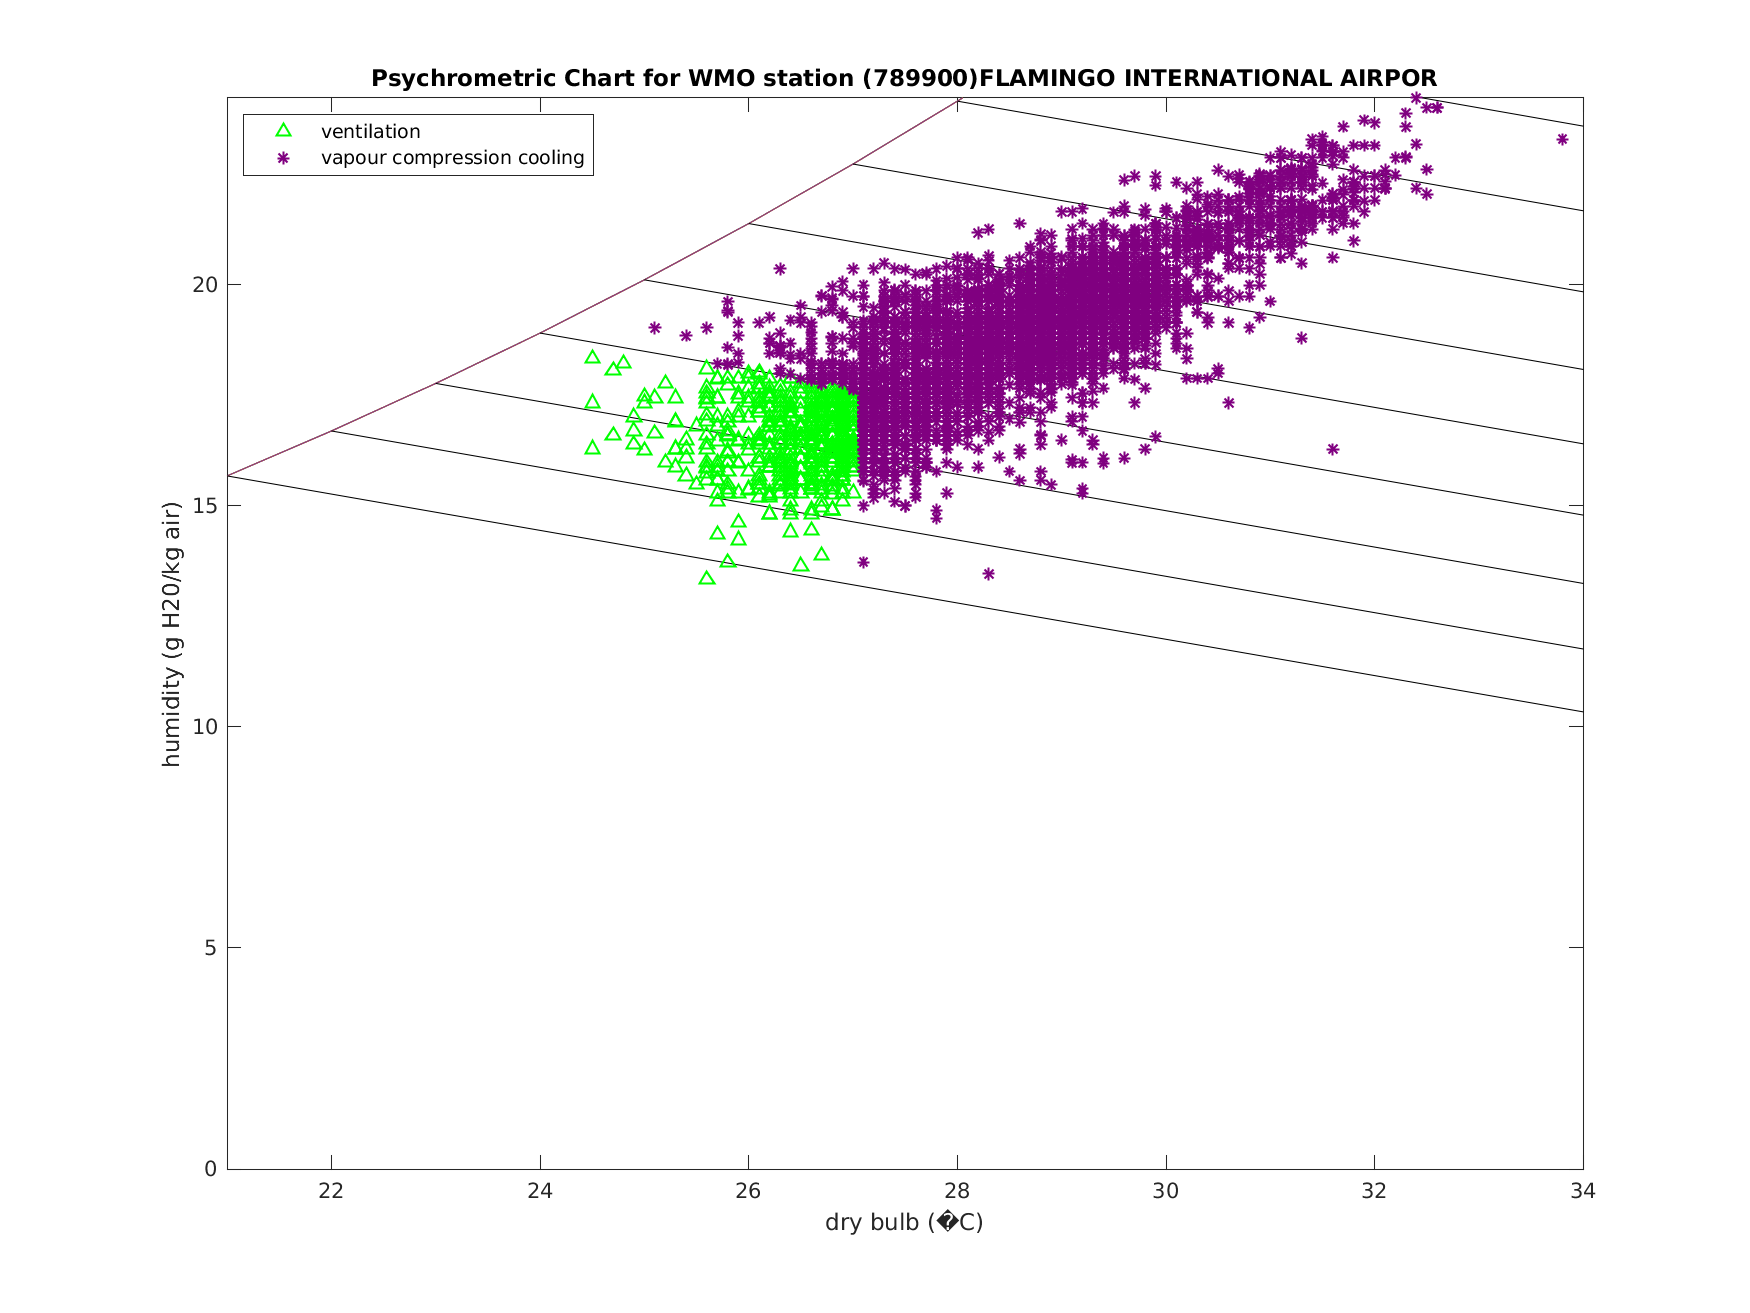 Psychrometric Chart for WMO station (789900)FLAMINGO INTERNATIONAL AIRPOR
ventilation
vapour compression cooling
humidity (g H20/kg air)
20
15
10
5
0
22 24 26 28 30 32 34
dry bulb (�C)